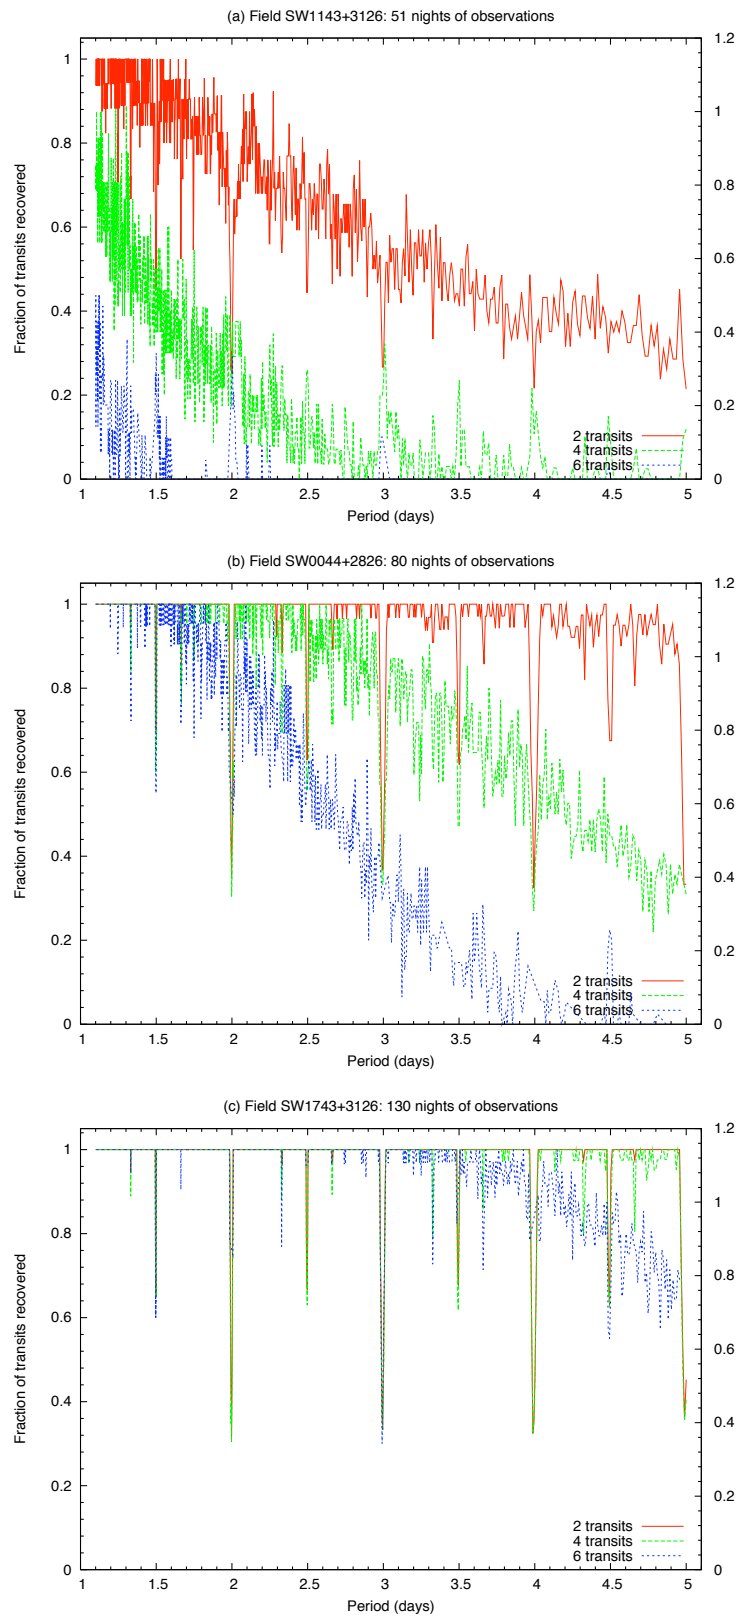 (a) Field SW1143+3126: 51 nights of observations
1 1.2
1
0.8 0.8
0.6 0.6
0.4 0.4
0.2 0.2
0 0
Fraction of transits recovered
2 transits
4 transits
6 transits
1 1.5 2 2.5 3 3.5 4 4.5 5
Period (days)
(b) Field SW0044+2826: 80 nights of observations
1 1.2
1
0.8 0.8
0.6 0.6
0.4 0.4
0.2 0.2
0 0
Fraction of transits recovered
2 transits
4 transits
6 transits
1 1.5 2 2.5 3 3.5 4 4.5 5
Period (days)
(c) Field SW1743+3126: 130 nights of observations
1 1.2
1
0.8 0.8
0.6 0.6
0.4 0.4
0.2 0.2
0 0
Fraction of transits recovered
2 transits
4 transits
6 transits
1 1.5 2 2.5 3 3.5 4 4.5 5
Period (days)